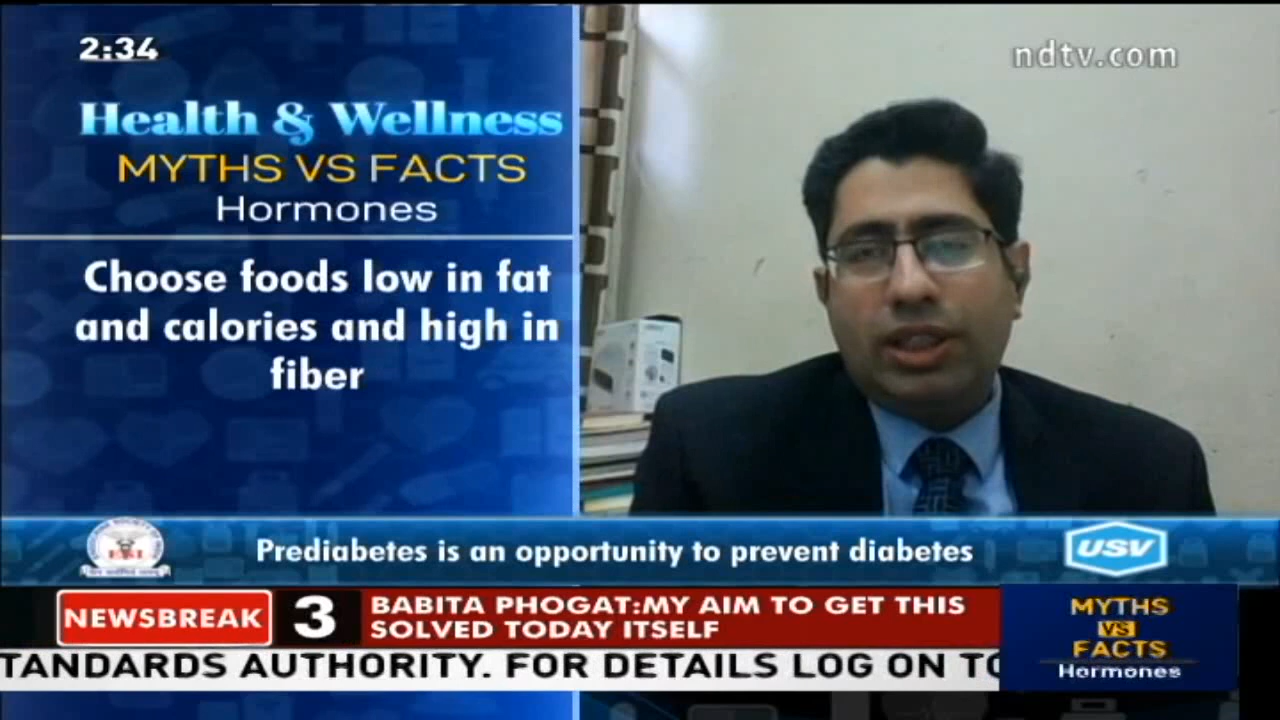 2:34
ndtv.com
Health & Wellness
MYTHS VS FACTS
Hormones
Choose foods low in fat
and calories and high in
fiber
Prediabetes is an opportunity to prevent diabetes
USV
NEWSBREAK
3
BABITA PHOGAT:MY AIM TO GET THIS
SOLVED TODAY ITSELF
TANDARDS AUTHORITY. FOR DETAILS LOG ON TO
MYTHS
VS
FACTS
Hormones